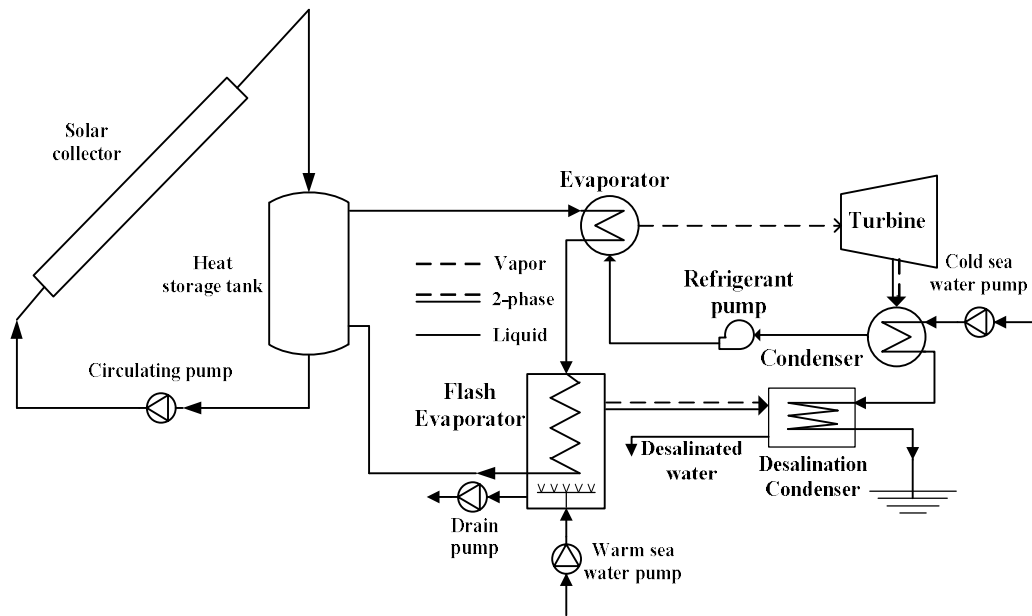 Solar
collector
Evaporator
Turbine
Heat
storage tank
Vapor
2-phase
Liquid
Refrigerant
pump
Cold sea
water pump
Condenser
Circulating pump
Flash
Evaporator
Desalinated
water
Desalination
Condenser
Drain
pump
Warm sea
water pump